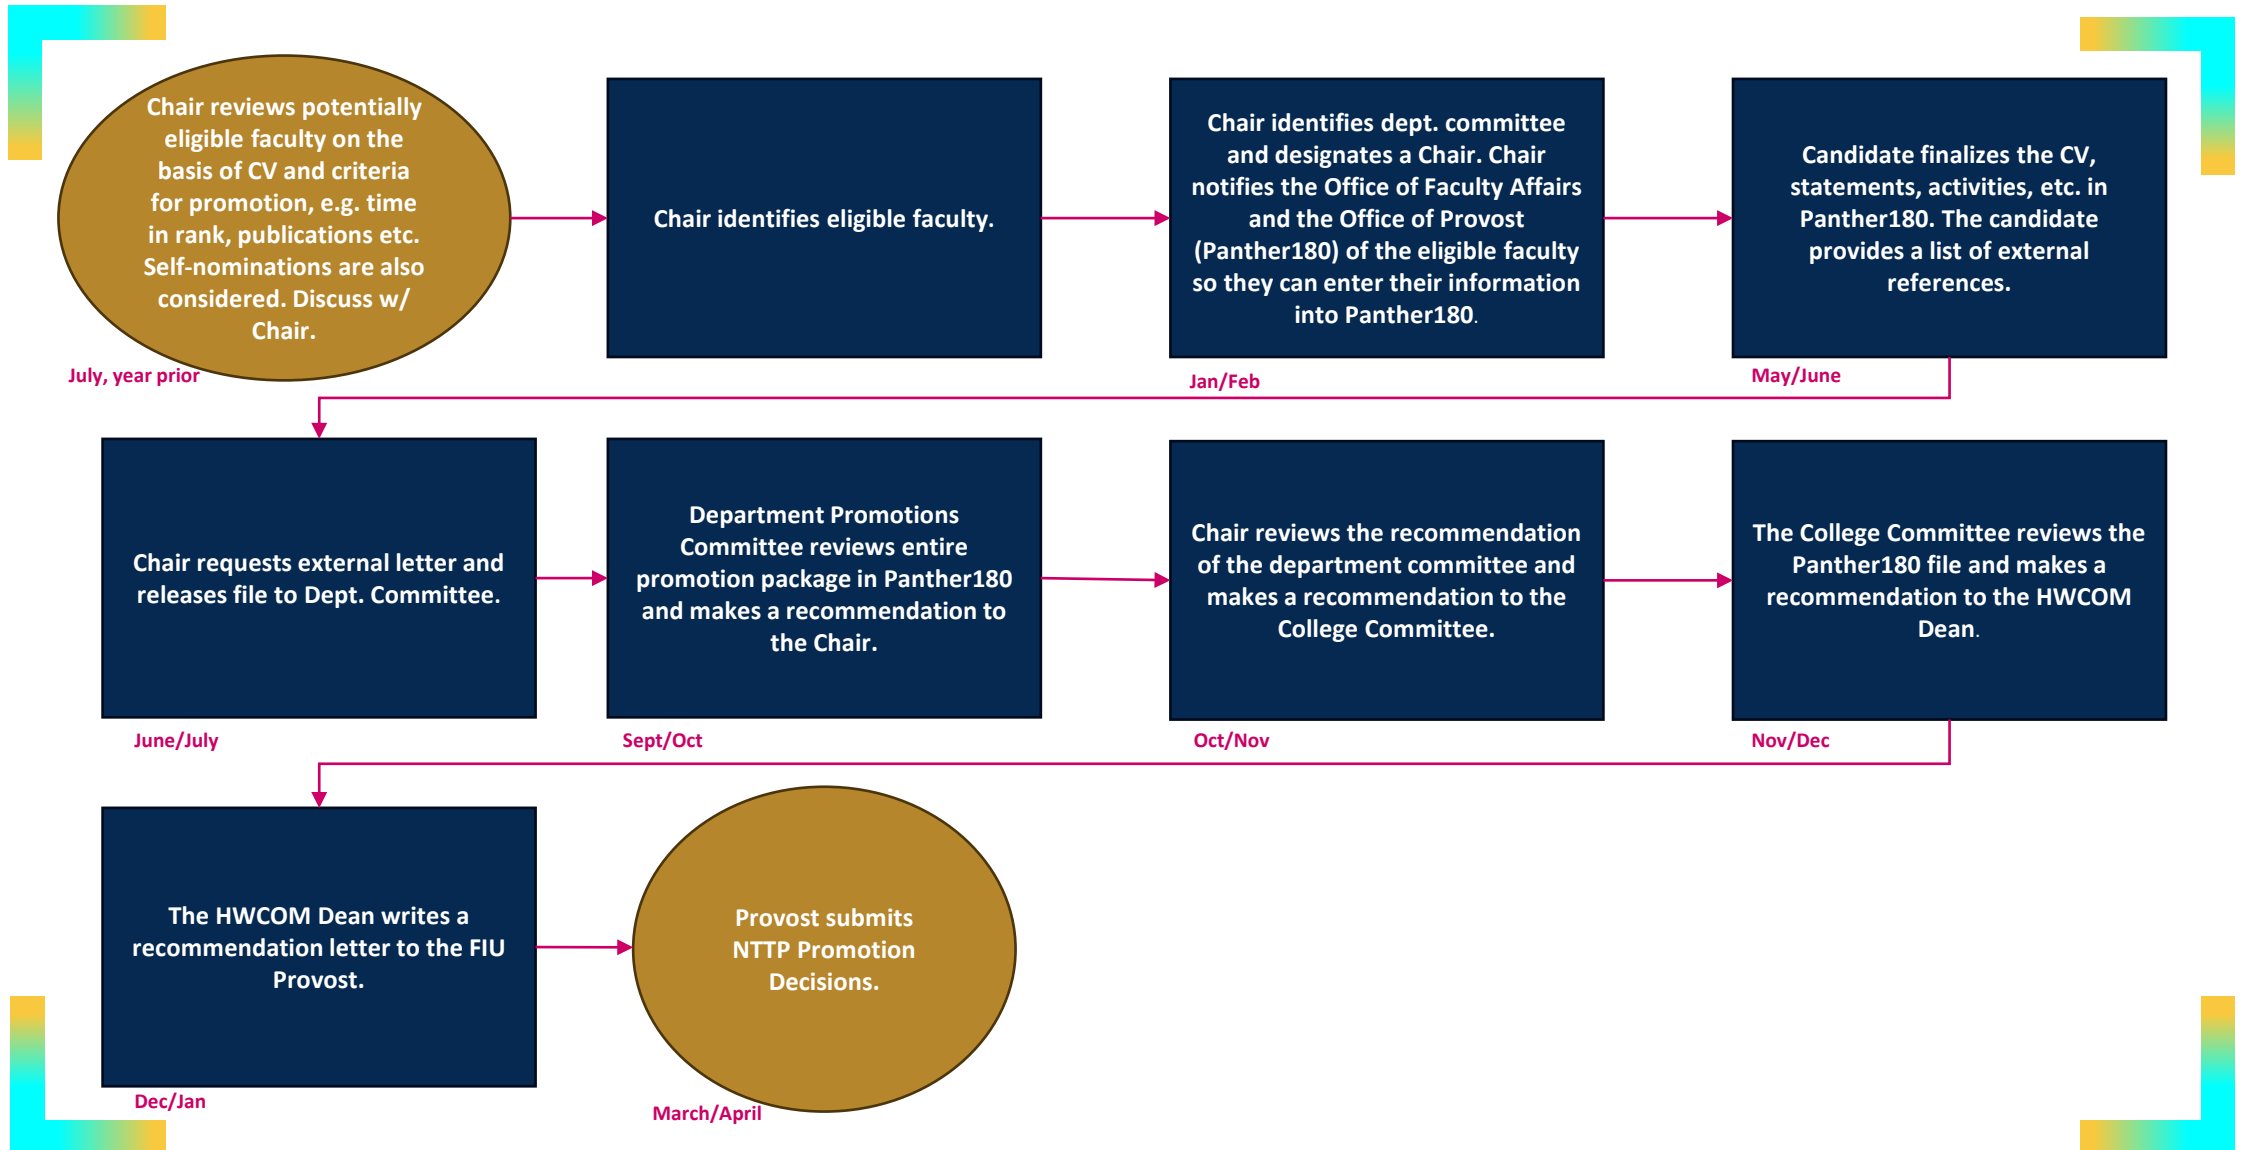 Chair reviews potentially
eligible faculty on the
basis of CV and criteria
for promotion, e.g. time
in rank, publications etc.
Self-nominations are also
considered. Discuss w/
Chair.
July, year prior
Chair identifies eligible faculty.
Chair identifies dept. committee
and designates a Chair. Chair
notifies the Office of Faculty Affairs
and the Office of Provost
(Panther180) of the eligible faculty
so they can enter their information
into Panther180.
Jan/Feb
Candidate finalizes the CV,
statements, activities, etc. in
Panther180. The candidate
provides a list of external
references.
May/June
Chair requests external letter and
releases file to Dept. Committee.
June/July
Department Promotions
Committee reviews entire
promotion package in Panther180
and makes a recommendation to
the Chair.
Sept/Oct
Chair reviews the recommendation
of the department committee and
makes a recommendation to the
College Committee.
Oct/Nov
The College Committee reviews the
Panther180 file and makes a
recommendation to the HWCOM
Dean.
Nov/Dec
The HWCOM Dean writes a
recommendation letter to the FIU
Provost.
Dec/Jan
Provost submits
NTTP Promotion
Decisions.
March/April